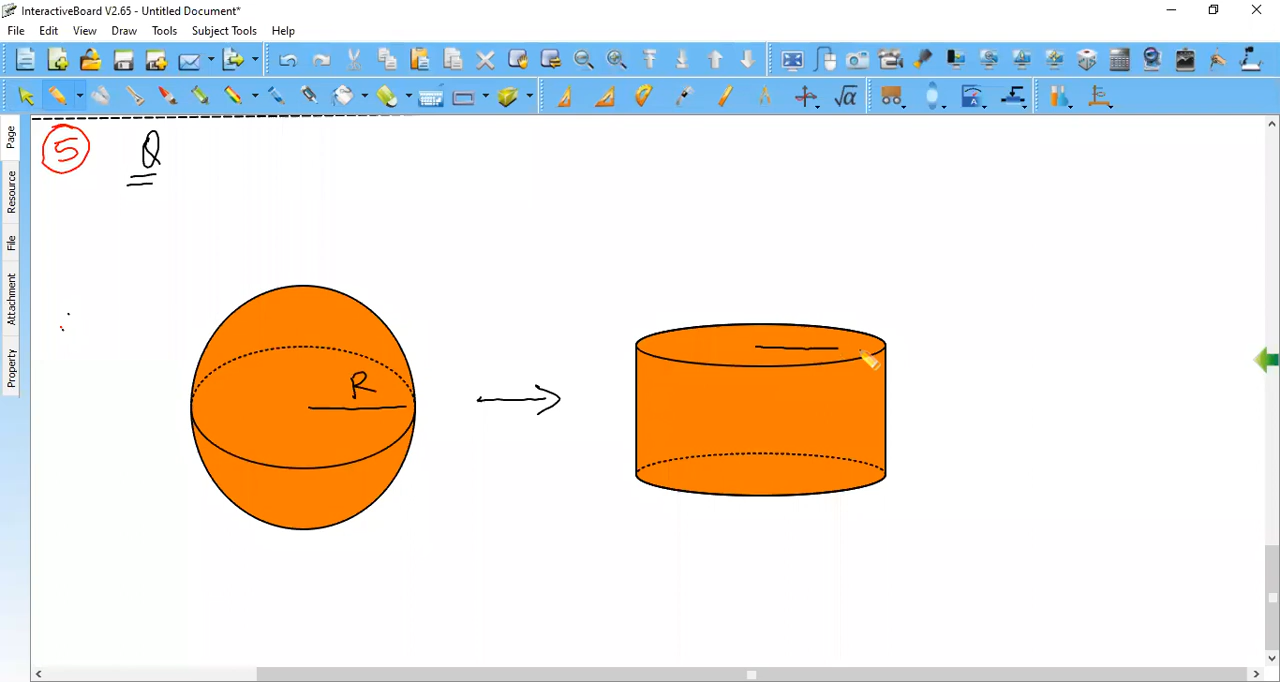 InteractiveBoard V2.65 - Untitled Document*
File Edit View Draw Tools Subject Tools Help
Page
Resource
File
Attachment
Property
5 Q
R